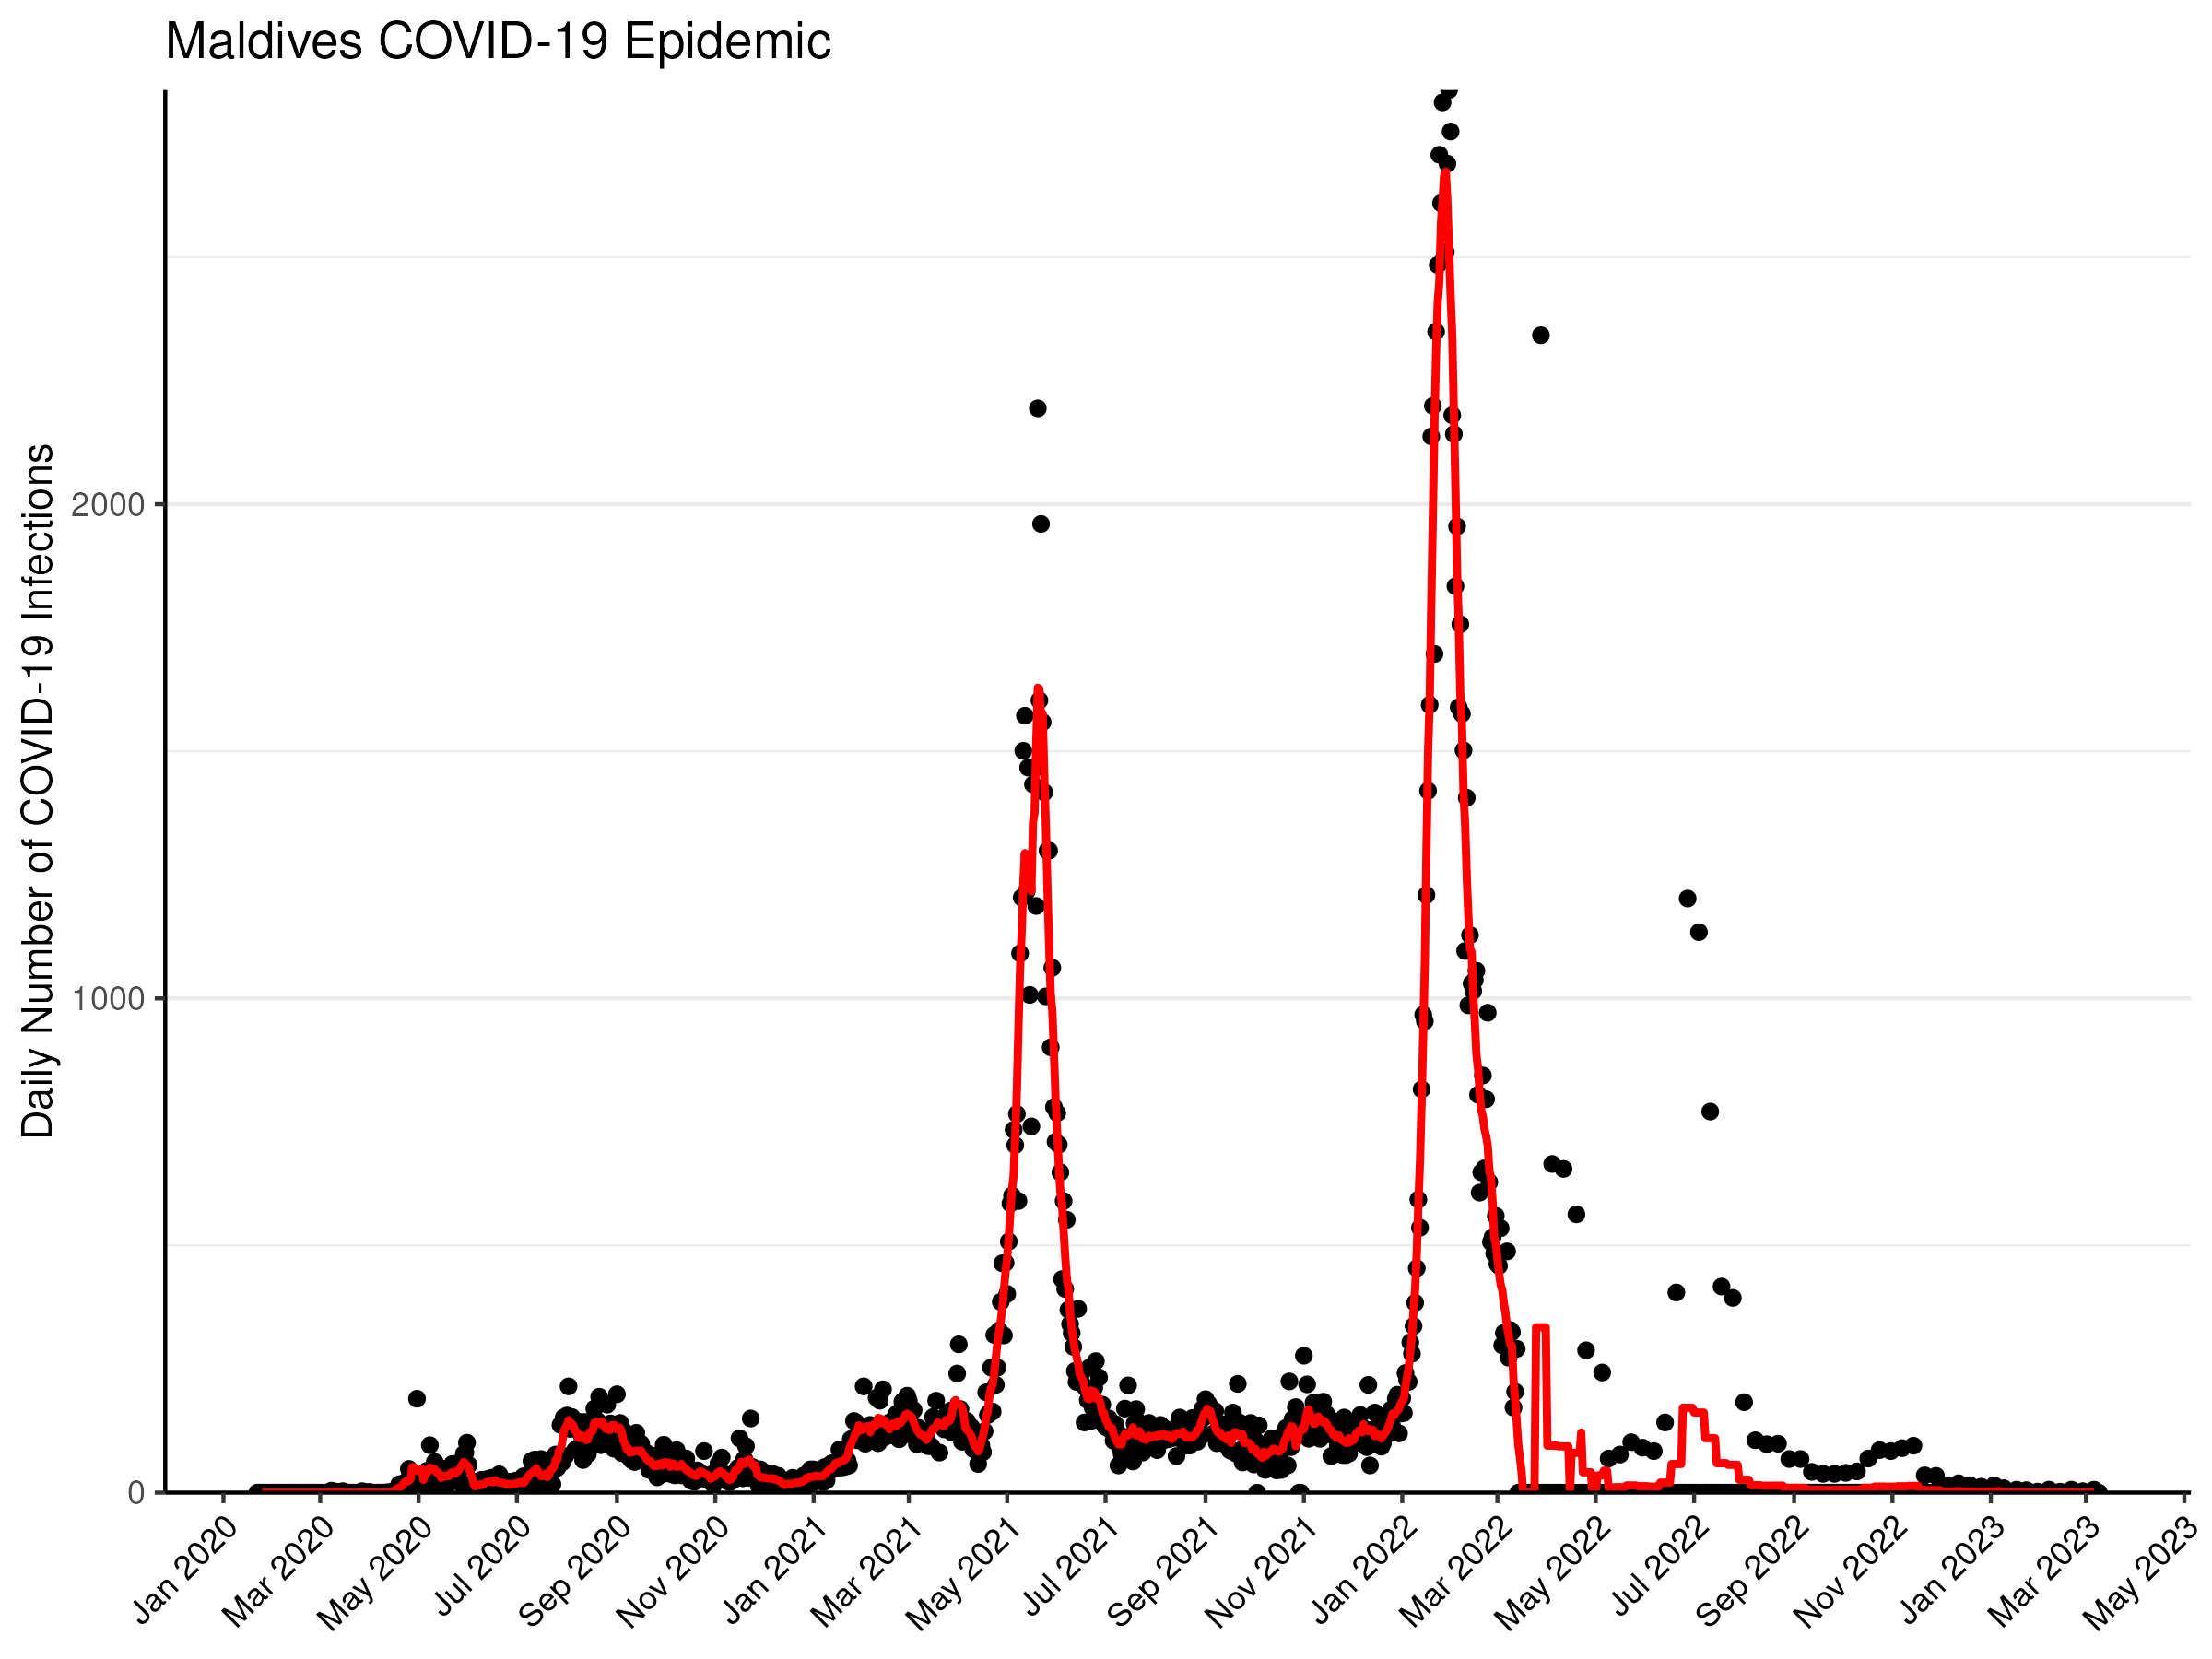 Maldives COVID-19 Epidemic
Daily Number of COVID-19 Infections
2000
1000
0
Jan 2020
Mar 2020
May 2020
Jul 2020
Sep 2020
Nov 2020
Jan 2021
Mar 2021
May 2021
Jul 2021
Sep 2021
Nov 2021
Jan 2022
Mar 2022
May 2022
Jul 2022
Sep 2022
Nov 2022
Jan 2023
Mar 2023
May 2023